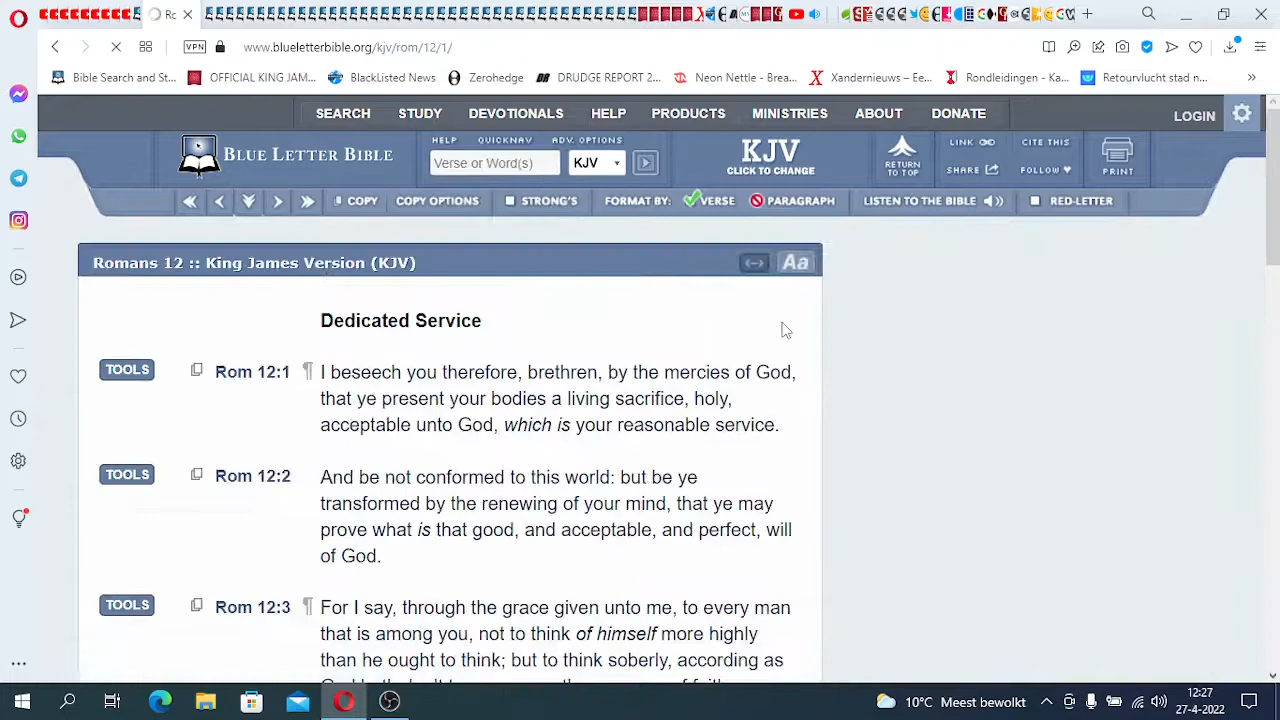 Rc
VPN
www.blueletterbible.org/kjv/rom/12/1/
Bible Search and St...
OFFICIAL KING JAM...
BlackListed News
Zerohedge
DRUDGE REPORT 2...
Neon Nettle - Brea...
Xandernieuws – Ee...
Rondleidingen - Ka...
Retourvlucht stad n...
SEARCH STUDY DEVOTIONALS HELP PRODUCTS MINISTRIES ABOUT DONATE LOGIN
BLUE LETTER BIBLE
HELP QUICKNAV ADV. OPTIONS
Verse or Word(s) KJV
KJV
CLICK TO CHANGE
RETURN
TO TOP
LINK CITE THIS
SHARE FOLLOW
PRINT
COPY COPY OPTIONS STRONG'S FORMAT BY: VERSE PARAGRAPH LISTEN TO THE BIBLE RED-LETTER
Romans 12 :: King James Version (KJV)
Aa
Dedicated Service
TOOLS Rom 12:1 ¶ I beseech you therefore, brethren, by the mercies of God,
that ye present your bodies a living sacrifice, holy,
acceptable unto God, which is your reasonable service.
TOOLS Rom 12:2 And be not conformed to this world: but be ye
transformed by the renewing of your mind, that ye may
prove what is that good, and acceptable, and perfect, will
of God.
TOOLS Rom 12:3 ¶ For I say, through the grace given unto me, to every man
that is among you, not to think of himself more highly
than he ought to think; but to think soberly, according as
10°C Meest bewolkt
12:27
27-4-2022